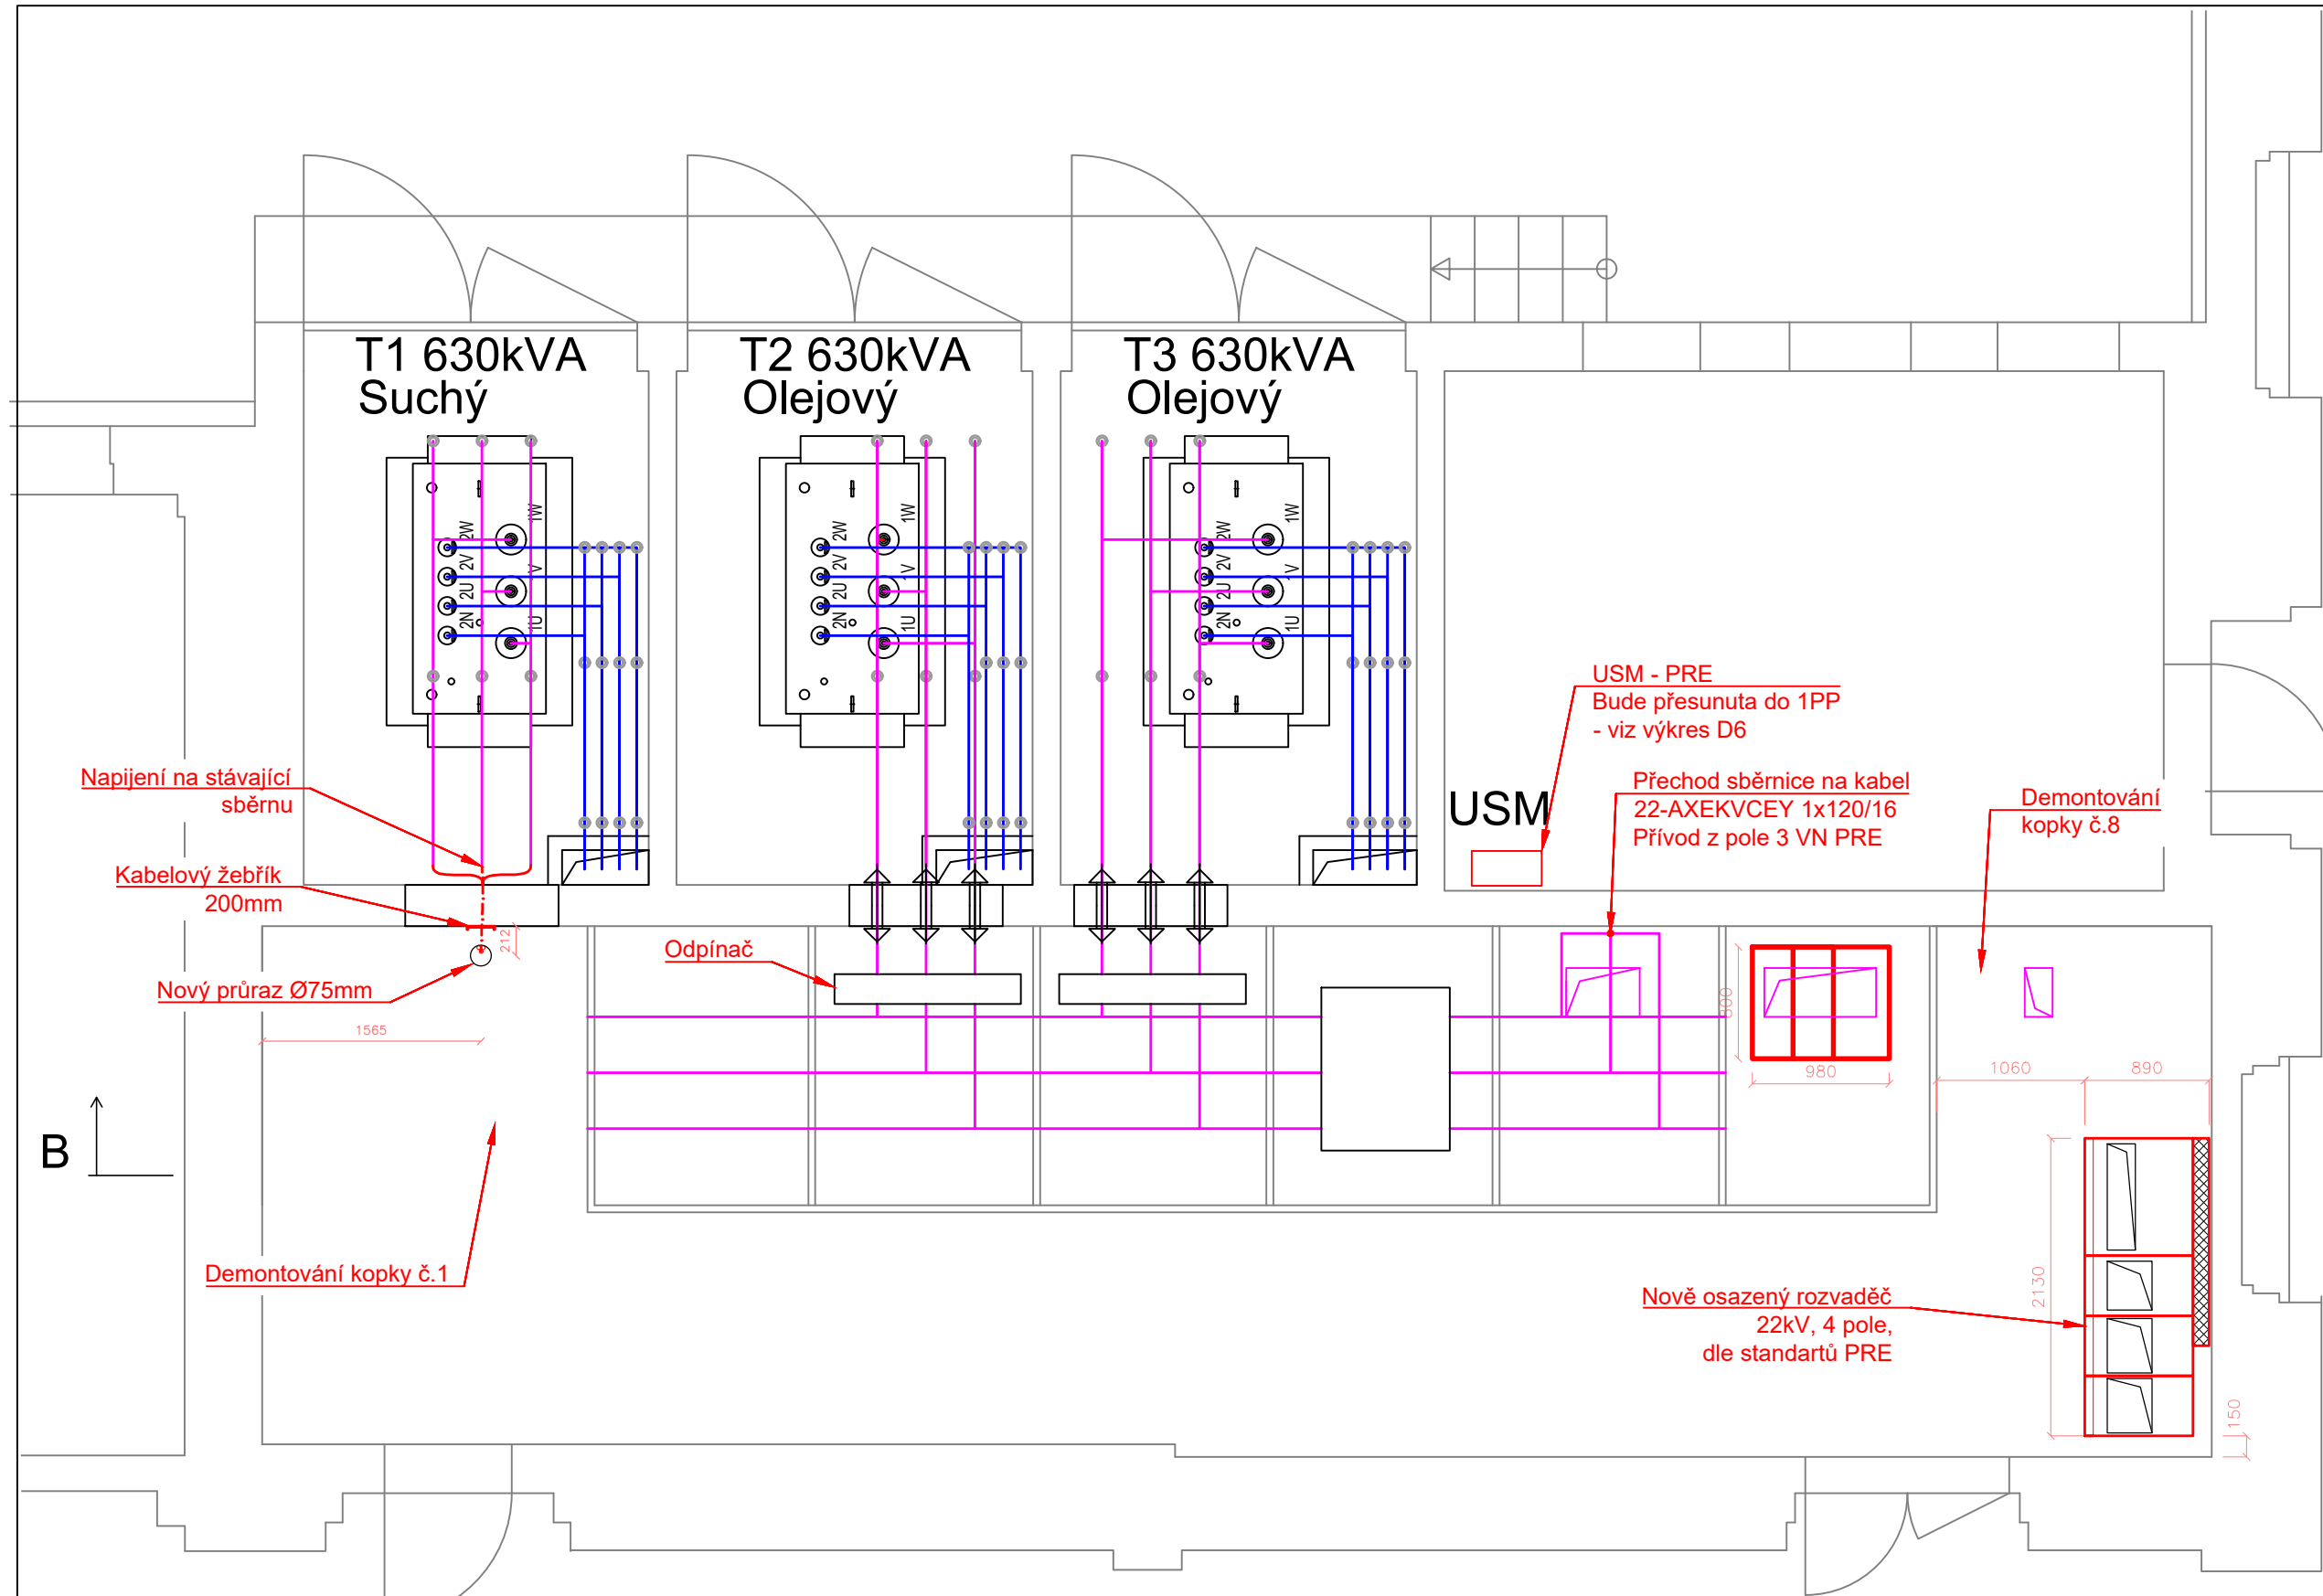 T1 630kVA
Suchý
T2 630kVA
Olejový
T3 630kVA
Olejový
2W
2V
2U
2N
1W
V
1U
2W
2V
2U
2N
1W
V
1U
2W
2V
2U
2N
1W
V
1U
USM - PRE
Bude přesunuta do 1PP
- viz výkres D6
Napijení na stávající
sběrnu
Přechod sběrnice na kabel
22-AXEKVCEY 1x120/16
Přívod z pole 3 VN PRE
USM
Demontování
kopky č.8
Kabelový žebřík
200mm
212
Odpínač
Nový průraz Ø75mm
1565
800
980
1060
890
B
Demontování kopky č.1
2130
Nově osazený rozvaděč
22kV, 4 pole,
dle standartů PRE
150